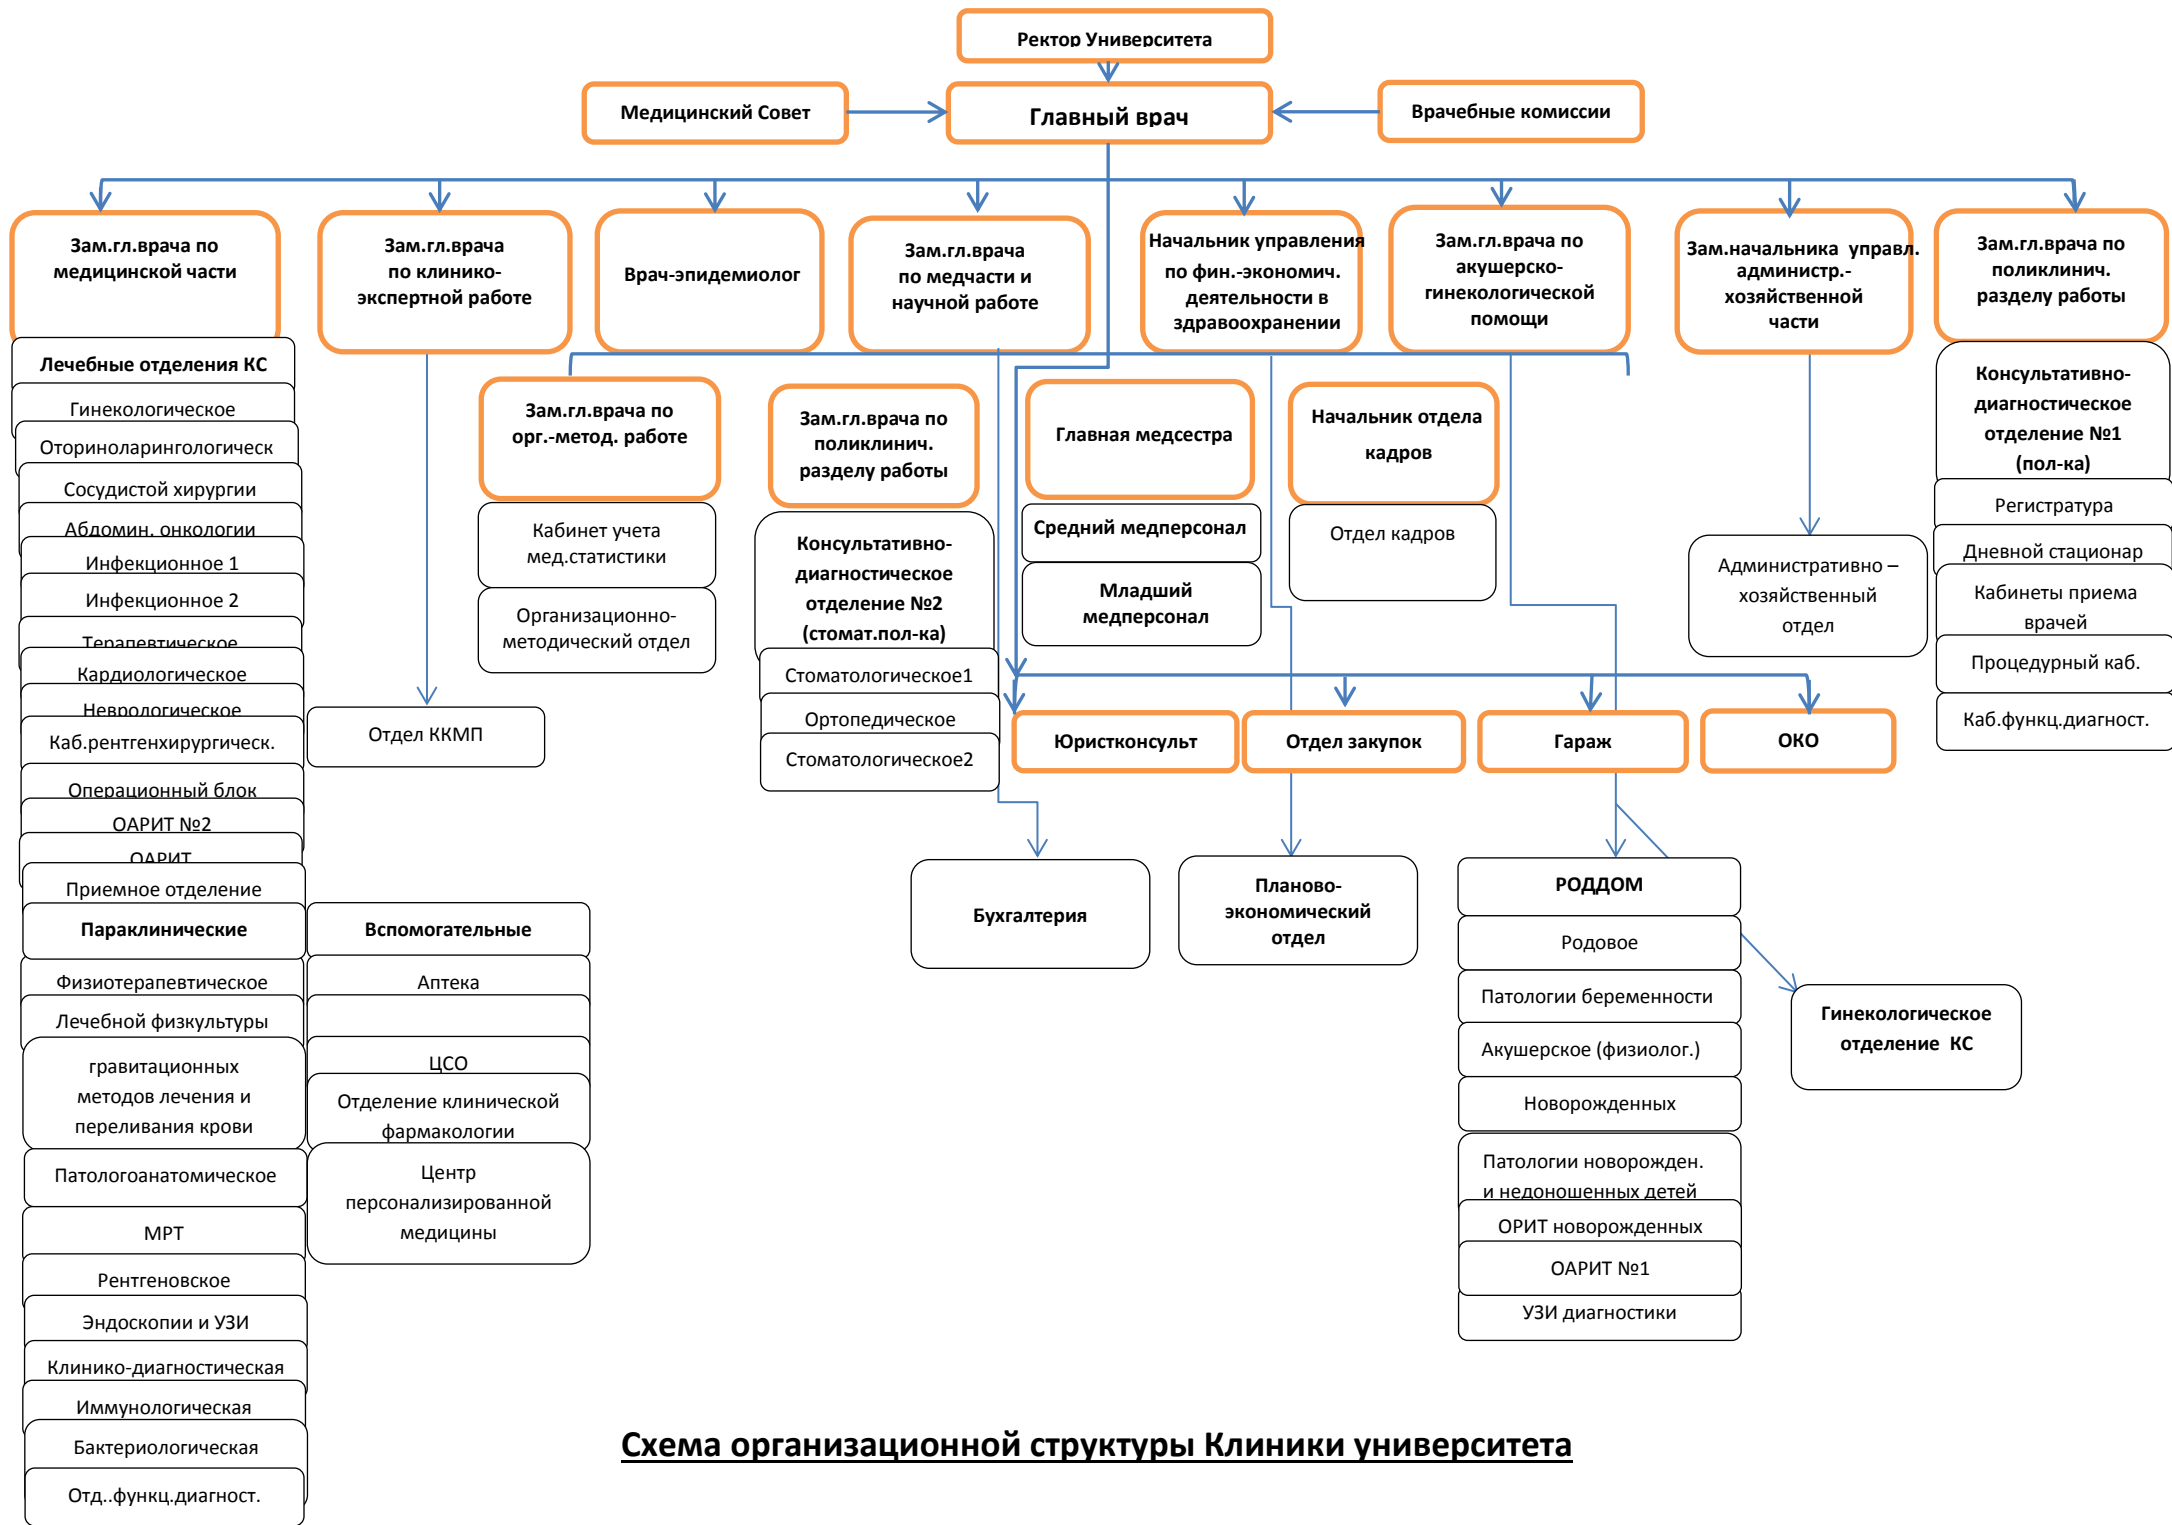 Ректор Университета
Медицинский Совет
Главный врач
Врачебные комиссии
Зам.гл.врача по
медицинской части
Зам.гл.врача
по клинико-
экспертной работе
Врач-эпидемиолог
Зам.гл.врача
по медчасти и
научной работе
Начальник управления
по фин.-экономич.
деятельности в
здравоохранении
Зам.гл.врача по
акушерско-
гинекологической
помощи
Зам.начальника управл.
администр.-
хозяйственной
части
Зам.гл.врача по
поликлинич.
разделу работы
Лечебные отделения КС
Гинекологическое
Оториноларингологическ
Сосудистой хирургии
Абдомин. онкологии
Инфекционное 1
Инфекционное 2
Терапевтическое
Кардиологическое
Неврологическое
Каб.рентгенхирургическ.
Операционный блок
ОАРИТ №2
ОАРИТ
Приемное отделение
Параклинические
Физиотерапевтическое
Лечебной физкультуры
гравитационных
методов лечения и
переливания крови
Патологоанатомическое
МРТ
Рентгеновское
Эндоскопии и УЗИ
Клинико-диагностическая
Иммунологическая
Бактериологическая
Отд..функц.диагност.
Вспомогательные
Аптека
ЦСО
Отделение клинической
фармакологии
Центр
персонализированной
медицины
Отдел ККМП
Зам.гл.врача по
орг.-метод. работе
Кабинет учета
мед.статистики
Организационно-
методический отдел
Зам.гл.врача по
поликлинич.
разделу работы
Консультативно-
диагностическое
отделение №2
(стомат.пол-ка)
Стоматологическое1
Ортопедическое
Стоматологическое2
Главная медсестра
Средний медперсонал
Младший
медперсонал
Начальник отдела
кадров
Отдел кадров
Административно –
хозяйственный
отдел
Консультативно-
диагностическое
отделение №1
(пол-ка)
Регистратура
Дневной стационар
Кабинеты приема
врачей
Процедурный каб.
Каб.функц.диагност.
Юристконсульт
Отдел закупок
Гараж
ОКО
Бухгалтерия
Планово-
экономический
отдел
РОДДОМ
Родовое
Патологии беременности
Акушерское (физиолог.)
Новорожденных
Патологии новорожден.
и недоношенных детей
ОРИТ новорожденных
ОАРИТ №1
УЗИ диагностики
Гинекологическое
отделение КС
Схема организационной структуры Клиники университета